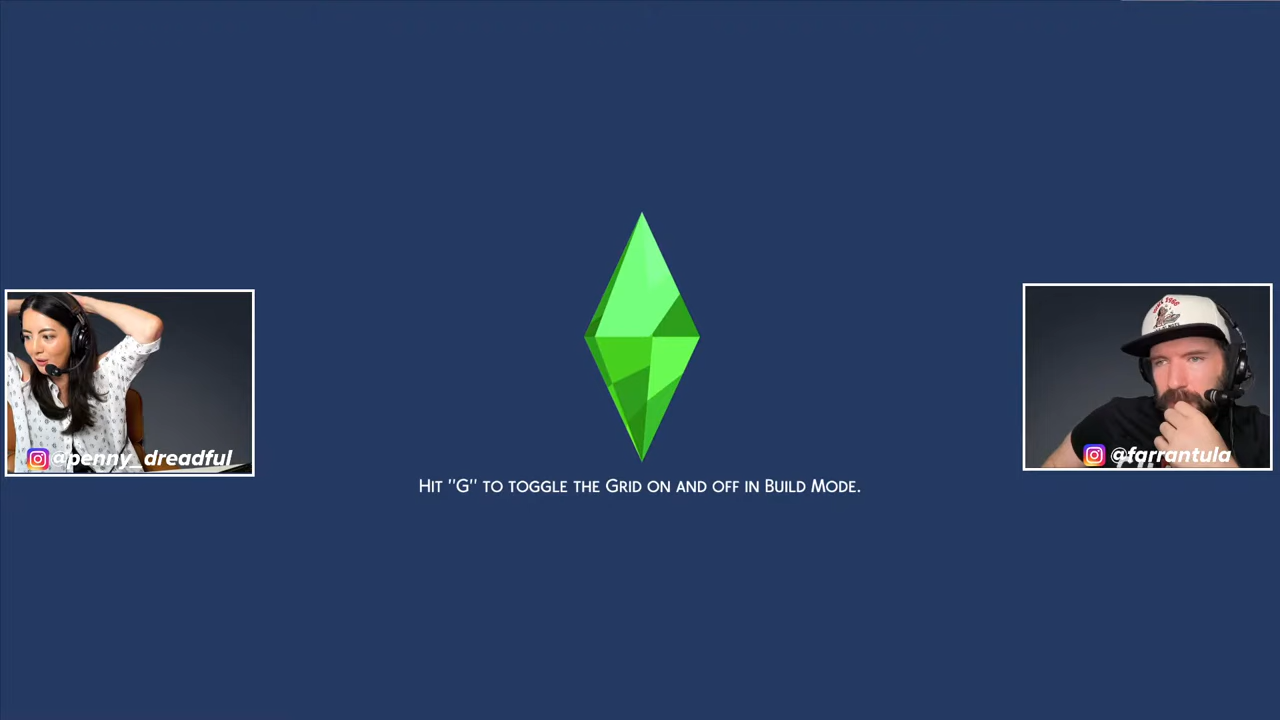 @penny_dreadful
@farrantula
Hit "G" to toggle the Grid on and off in Build Mode.